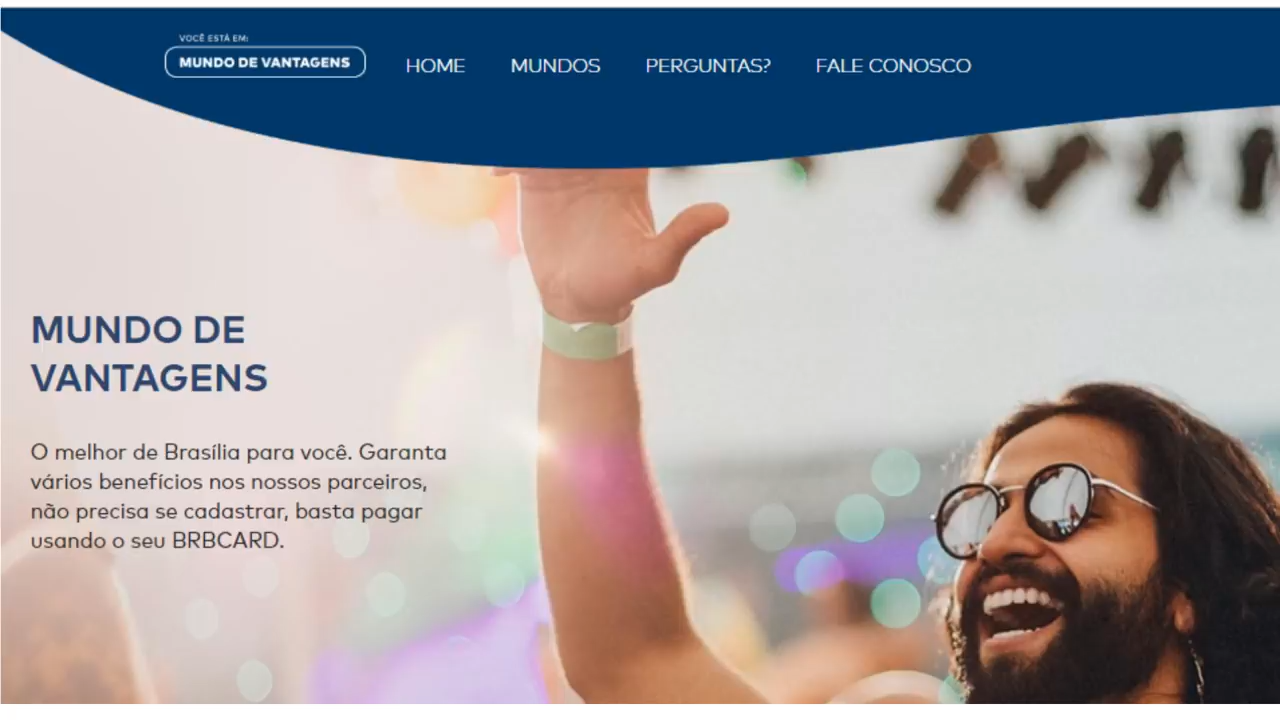 VOCÊ ESTÁ EM:
MUNDO DE VANTAGENS
HOME
MUNDOS
PERGUNTAS?
FALE CONOSCO
MUNDO DE
VANTAGENS
O melhor de Brasília para você. Garanta
vários benefícios nos nossos parceiros,
não precisa se cadastrar, basta pagar
usando o seu BRBCARD.